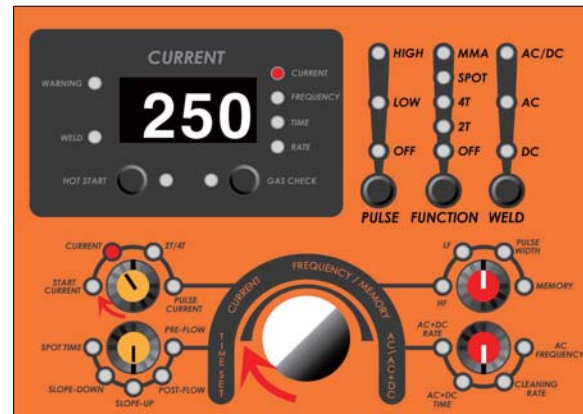 CURRENT
WARNING
WELD
250
CURRENT
FREQUENCY
TIME
RATE
HOT START
GAS CHECK
HIGH
LOW
OFF
PULSE
MMA
SPOT
4T
2T
OFF
FUNCTION
AC/DC
AC
DC
WELD
CURRENT
2T/4T
START
CURRENT
PULSE
CURRENT
SPOT TIME
PRE-FLOW
SLOPE-DOWN
POST-FLOW
SLOPE-UP
TIME SET
CURRENT
FREQUENCY / MEMORY
AC/AC+DC
LF
PULSE
WIDTH
HF
MEMORY
AC+DC
RATE
AC
FREQUENCY
AC+DC
TIME
CLEANING
RATE